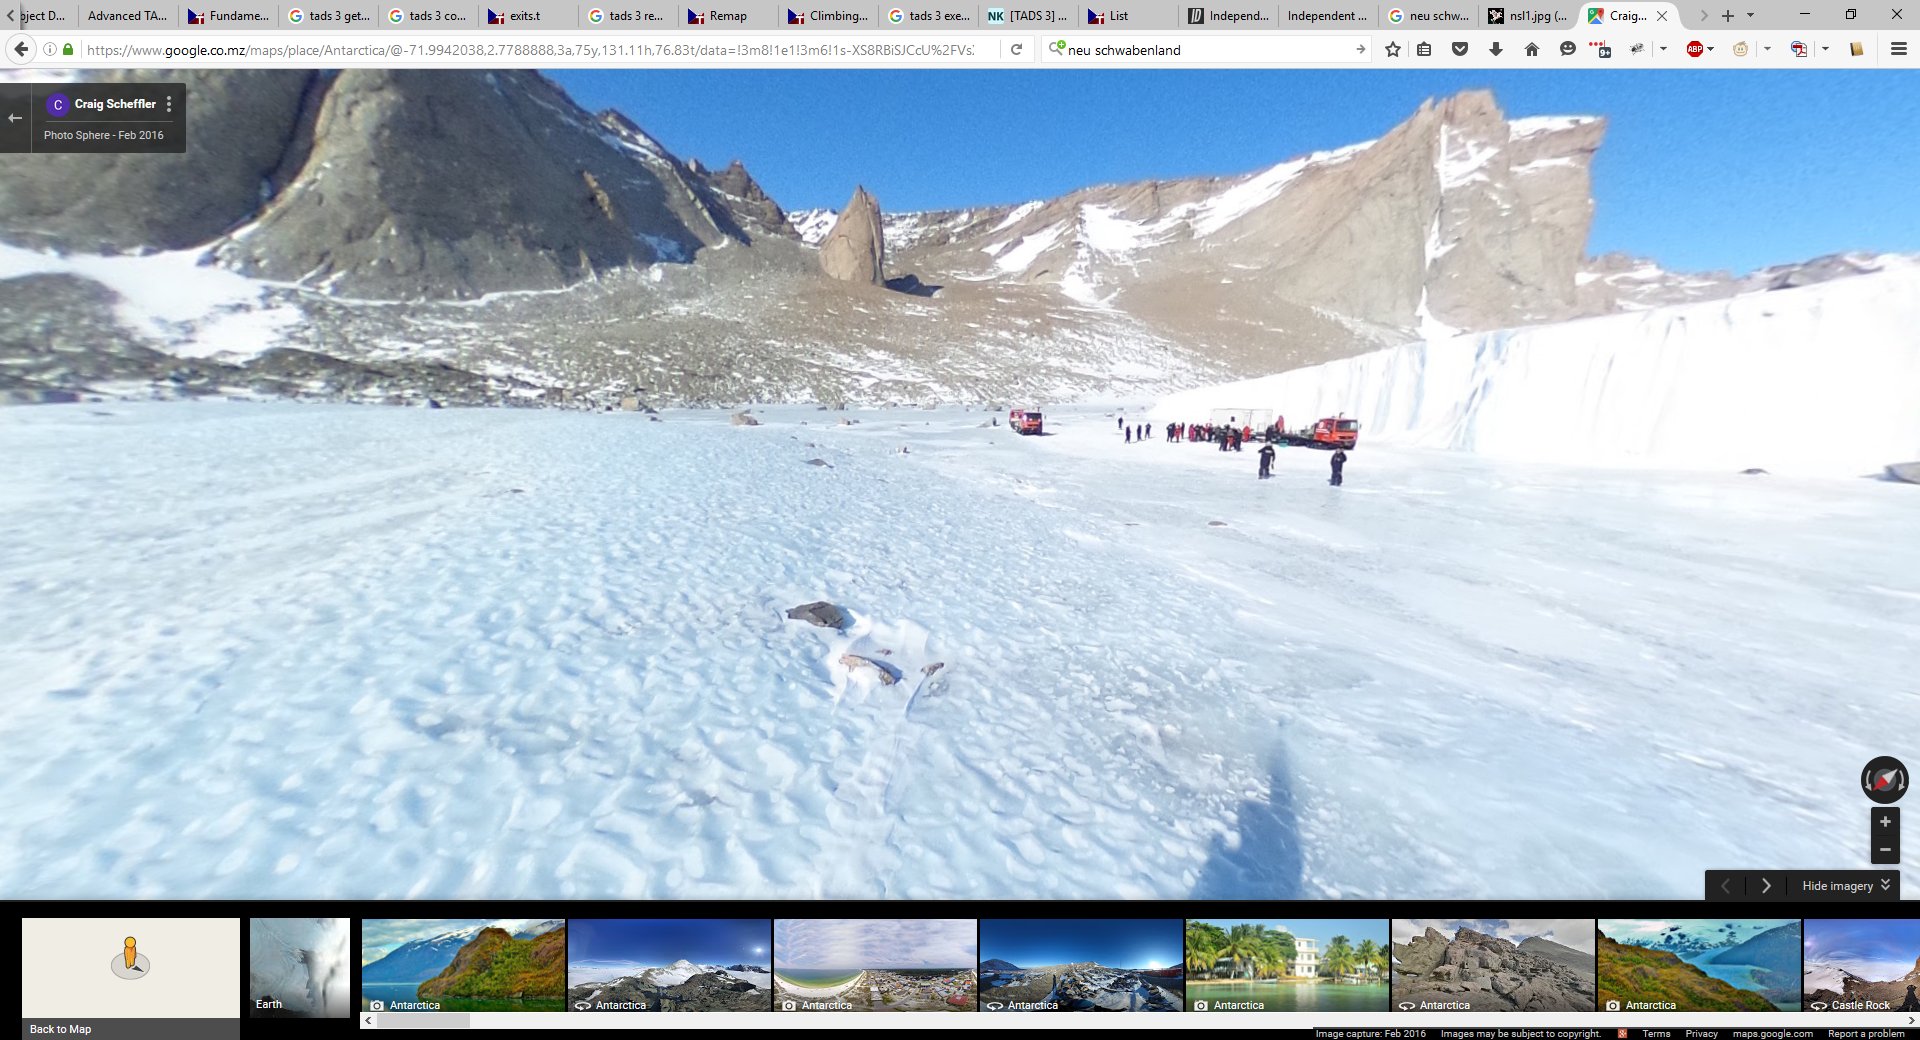 oject D...
Advanced TA...
Fundame...
tads 3 get...
tads 3 co...
exits.t
tads 3 re...
Remap
Climbing...
tads 3 exe...
NK
[TADS 3] ...
List
Independ...
Independent ...
neu schw...
nsl1.jpg (...
Craig...
https://www.google.co.mz/maps/place/Antarctica/@-71.9942038,2.7788888,3a,75y,131.11h,76.83t/data=!3m8!1e1!3m6!1s-XS8RBiSJCcU%2FVs
neu schwabenland
9+
ABP
C
Craig Scheffler
Photo Sphere - Feb 2016
Hide imagery
Back to Map
Earth
Antarctica
Antarctica
Antarctica
Antarctica
Antarctica
Antarctica
Antarctica
Castle Rock
Image capture: Feb 2016
Images may be subject to copyright.
Terms
Privacy
maps.google.com
Report a problem